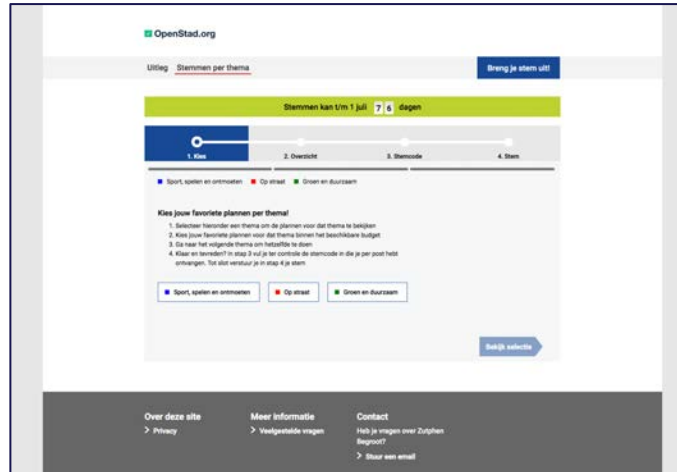 OpenStad.org
Uitleg Stemmen per thema
Breng je stem uit!
Stemmen kan t/m 1 juli 7 6 dagen
1. Kies
2. Overzicht
3. Stemcode
4. Stem
Sport, spelen en ontmoeten Op straat Groen en duurzaam
Kies jouw favoriete plannen per thema!
1. Selecteer hieronder een thema om de plannen voor dat thema te bekijken
2. Kies jouw favoriete plannen voor dat thema binnen het beschikbare budget
3. Ga naar het volgende thema om hetzelfde te doen
4. Klaar en tevreden? In stap 3 vul je ter controle de stemcode in die je per post hebt
ontvangen. Tot slot verstuur je in stap 4 je stem
Sport, spelen en ontmoeten
Op straat
Groen en duurzaam
Bekijk selectie
Over deze site
> Privacy
Meer informatie
> Veelgestelde vragen
Contact
Heb je vragen over Zutphen
Begroot?
> Stuur een email